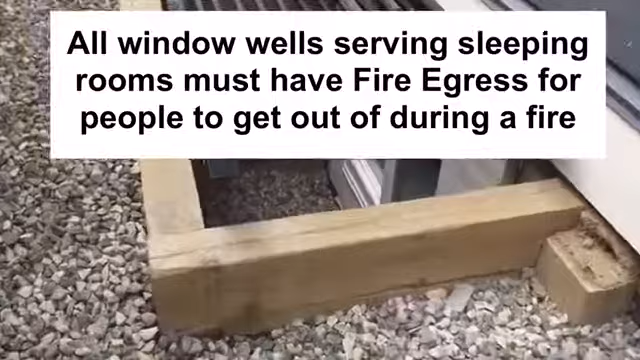 All window wells serving sleeping
rooms must have Fire Egress for
people to get out of during a fire